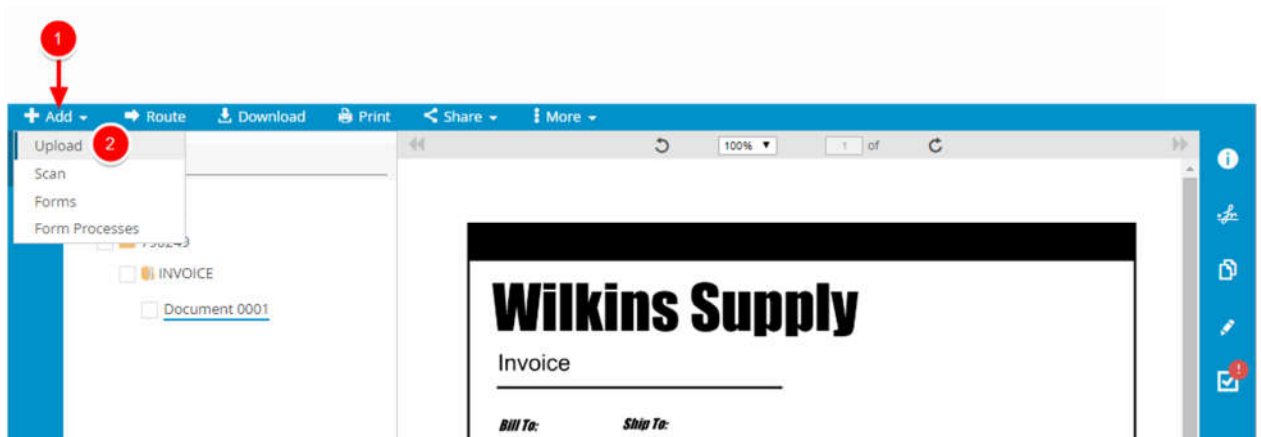 1
Add Route Download Print Share More
Upload 2
100% 1 of
Scan
Forms
Form Processes
INVOICE
Document 0001
Wilkins Supply
Invoice
Bill To: Ship To:
!